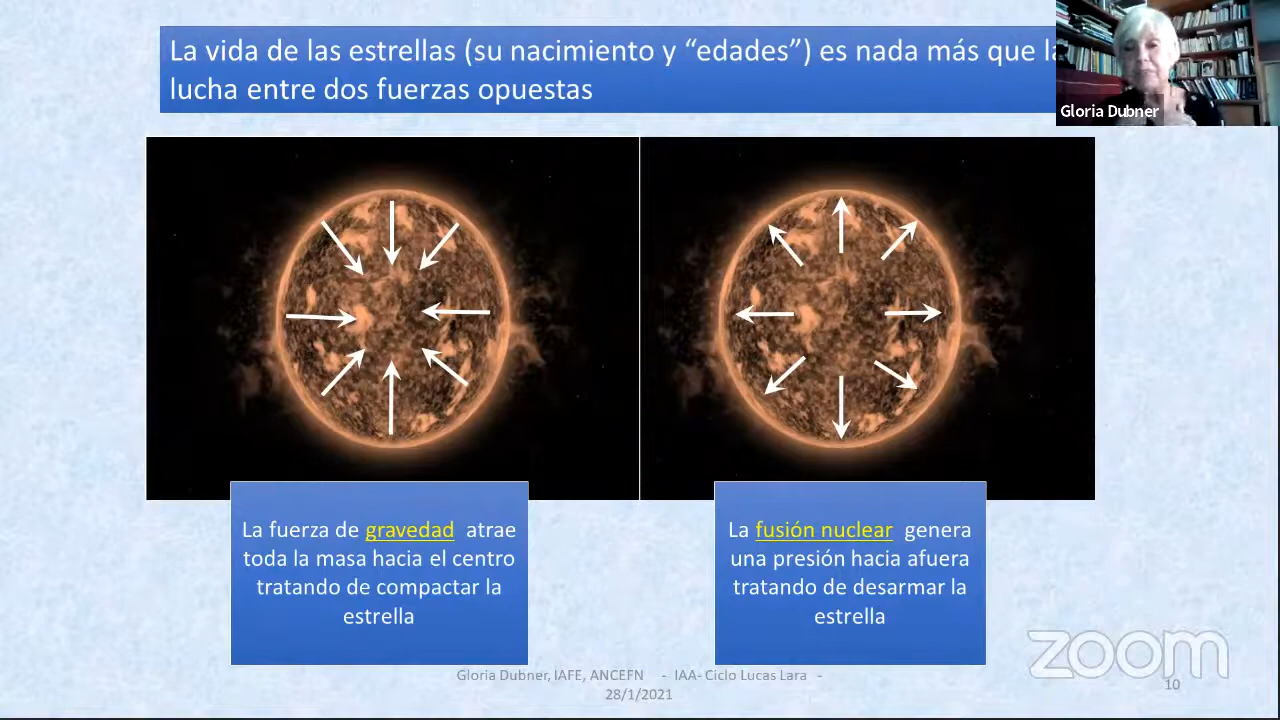 La vida de las estrellas (su nacimiento y “edades”) es nada más que la
lucha entre dos fuerzas opuestas
Gloria Dubner
La fuerza de gravedad atrae
toda la masa hacia el centro
tratando de compactar la
estrella
La fusión nuclear genera
una presión hacia afuera
tratando de desarmar la
estrella
Gloria Dubner, IAFE, ANCEFN - IAA- Ciclo Lucas Lara -
28/1/2021
zoom
10